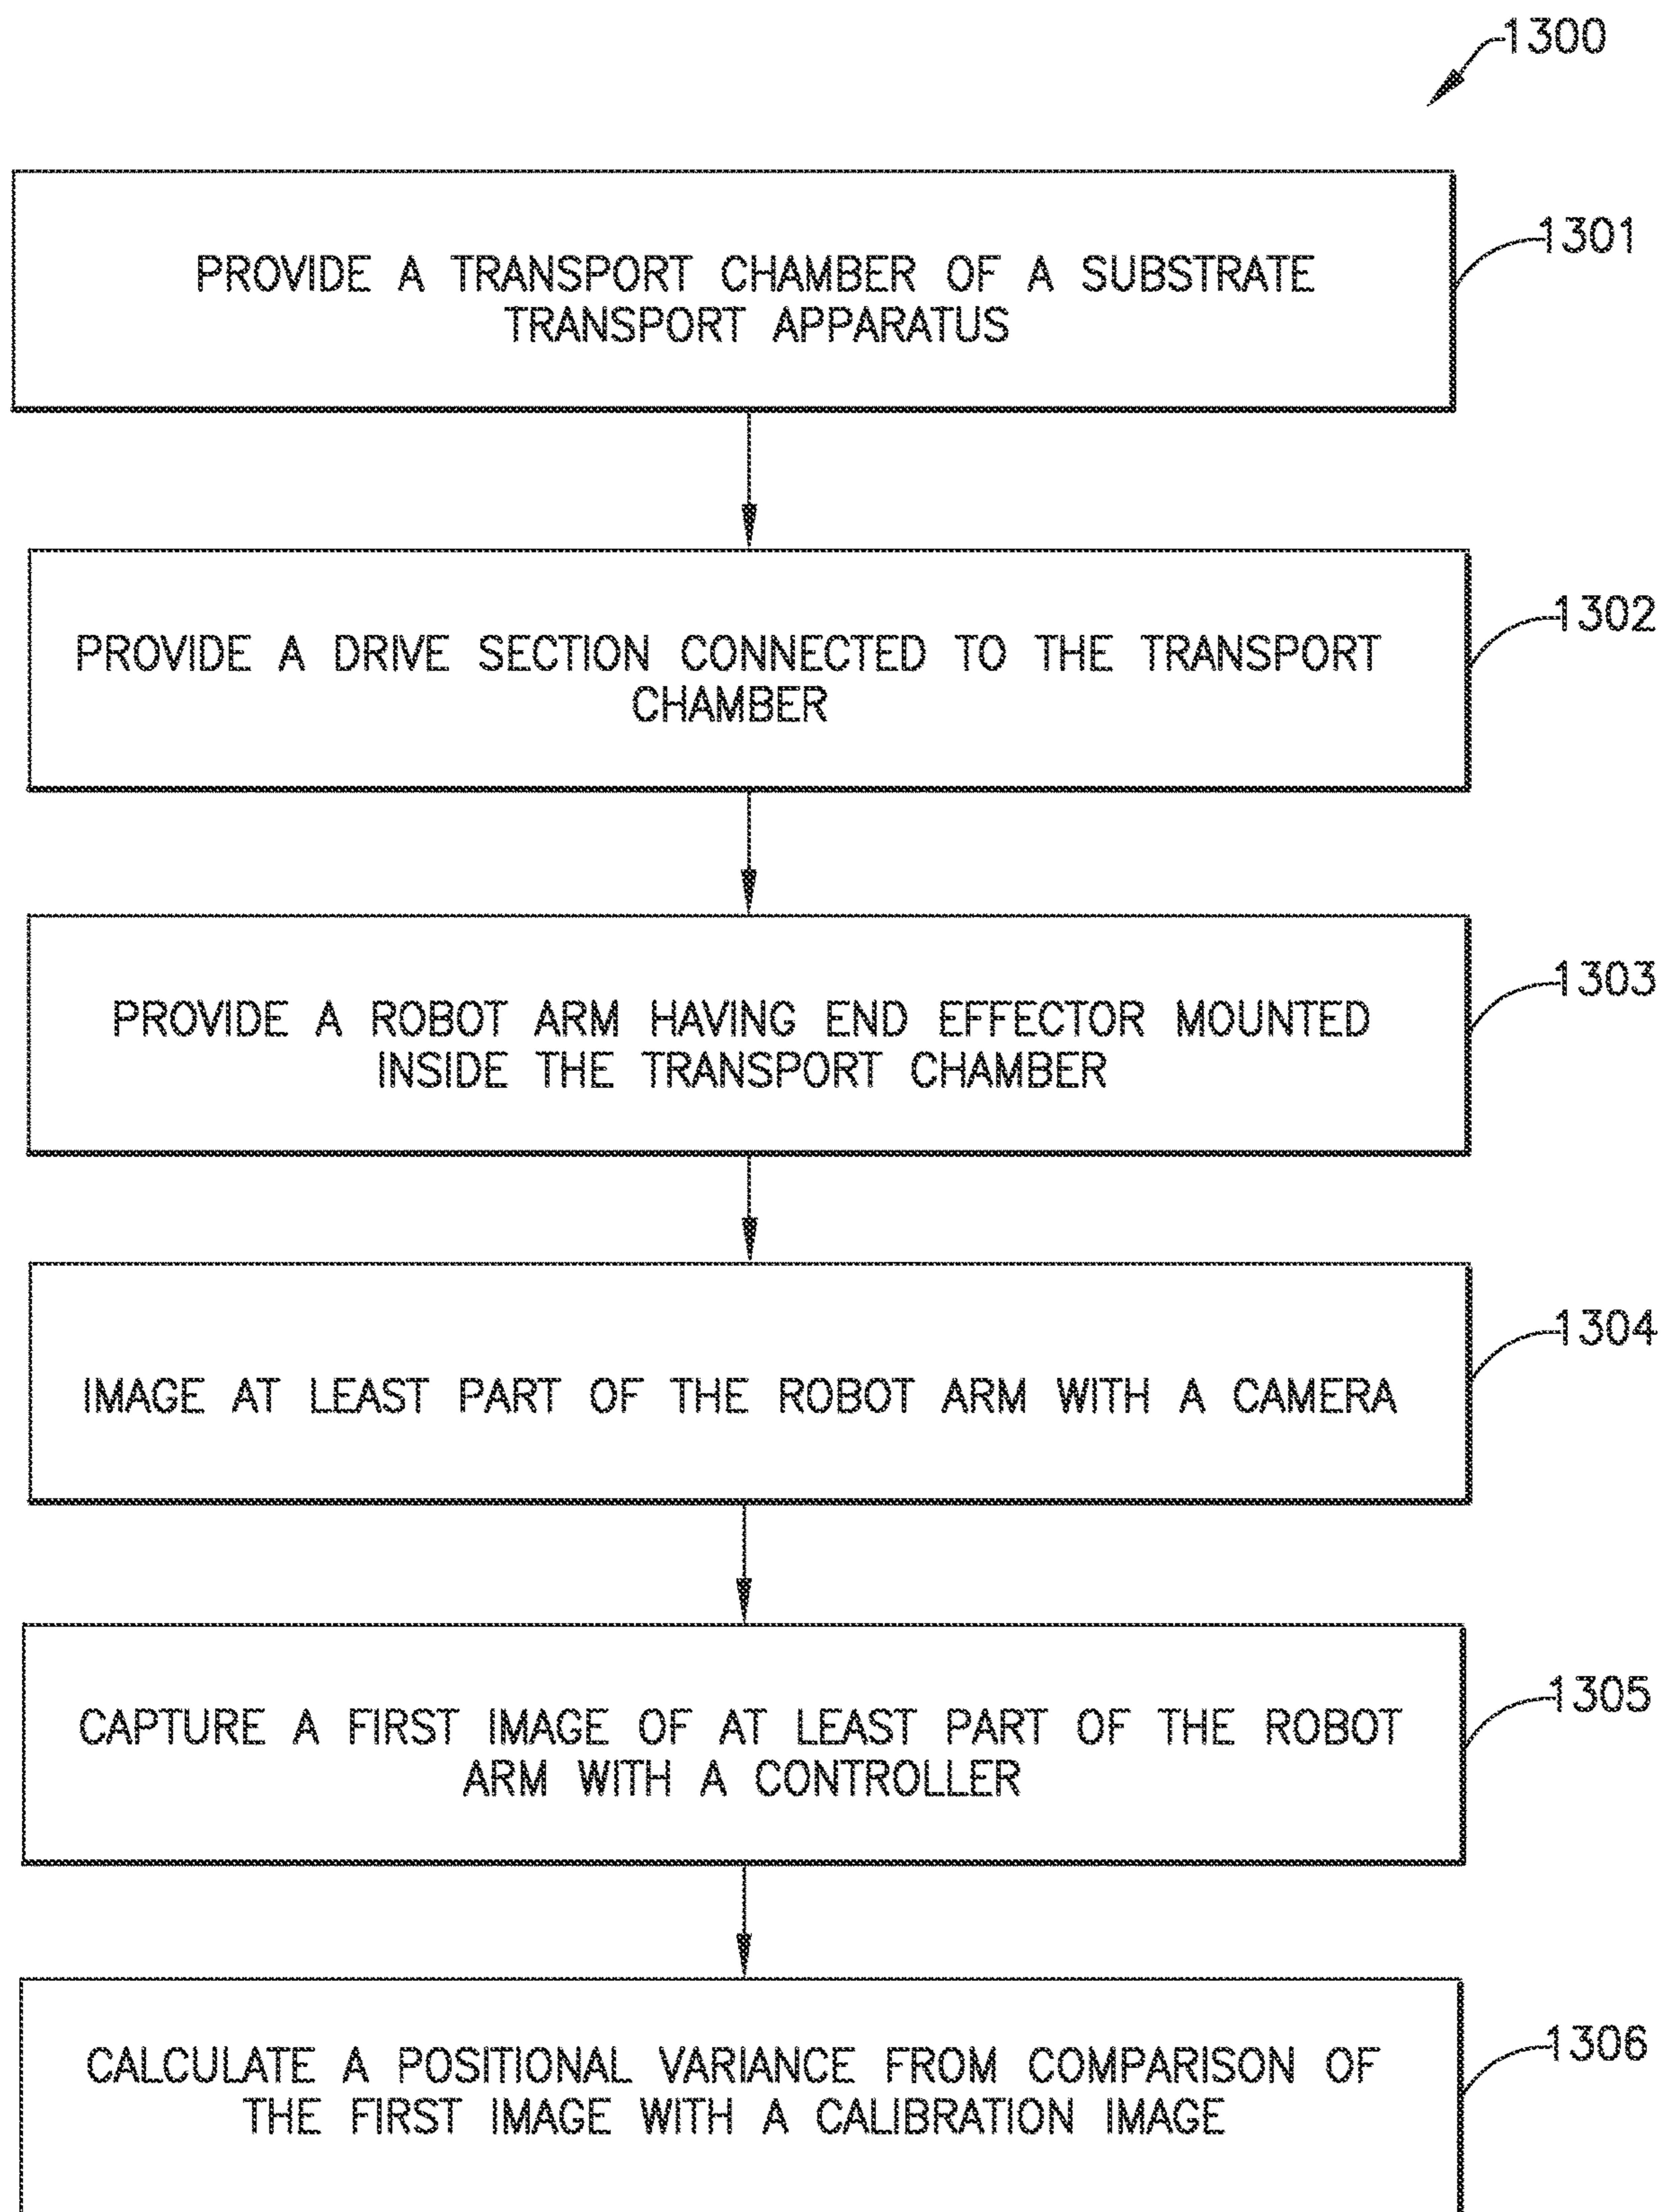 1300
PROVIDE A TRANSPORT CHAMBER OF A SUBSTRATE
TRANSPORT APPARATUS
1301
PROVIDE A DRIVE SECTION CONNECTED TO THE TRANSPORT
CHAMBER
1302
PROVIDE A ROBOT ARM HAVING END EFFECTOR MOUNTED
INSIDE THE TRANSPORT CHAMBER
1303
IMAGE AT LEAST PART OF THE ROBOT ARM WITH A CAMERA
1304
CAPTURE A FIRST IMAGE OF AT LEAST PART OF THE ROBOT
ARM WITH A CONTROLLER
1305
CALCULATE A POSITIONAL VARIANCE FROM COMPARISON OF
THE FIRST IMAGE WITH A CALIBRATION IMAGE
1306